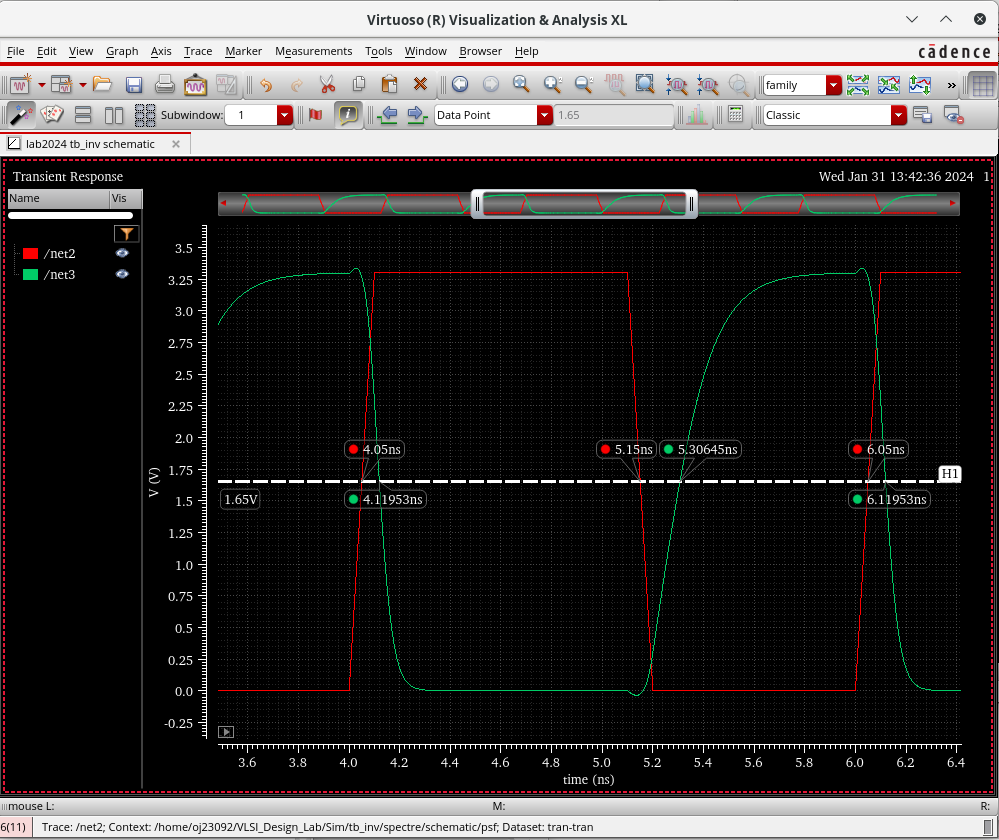 Virtuoso (R) Visualization & Analysis XL
File Edit View Graph Axis Trace Marker Measurements Tools Window Browser Help
cādence
family
»
Subwindow: 1
Data Point
1.65
Classic
lab2024 tb_inv schematic
Transient Response
Wed Jan 31 13:42:36 2024 1
Name Vis
/net2
/net3
3.5
3.25
3.0
2.75
2.5
2.25
2.0
1.75
1.5
1.25
1.0
0.75
0.5
0.25
0.0
-0.25
V (V)
4.05ns
5.15ns
5.30645ns
6.05ns
H1
1.65V
4.11953ns
6.11953ns
3.6 3.8 4.0 4.2 4.4 4.6 4.8 5.0 5.2 5.4 5.6 5.8 6.0 6.2 6.4
time (ns)
mouse L: M: R:
6(11) Trace: /net2; Context: /home/oj23092/VLSI_Design_Lab/Sim/tb_inv/spectre/schematic/psf; Dataset: tran-tran